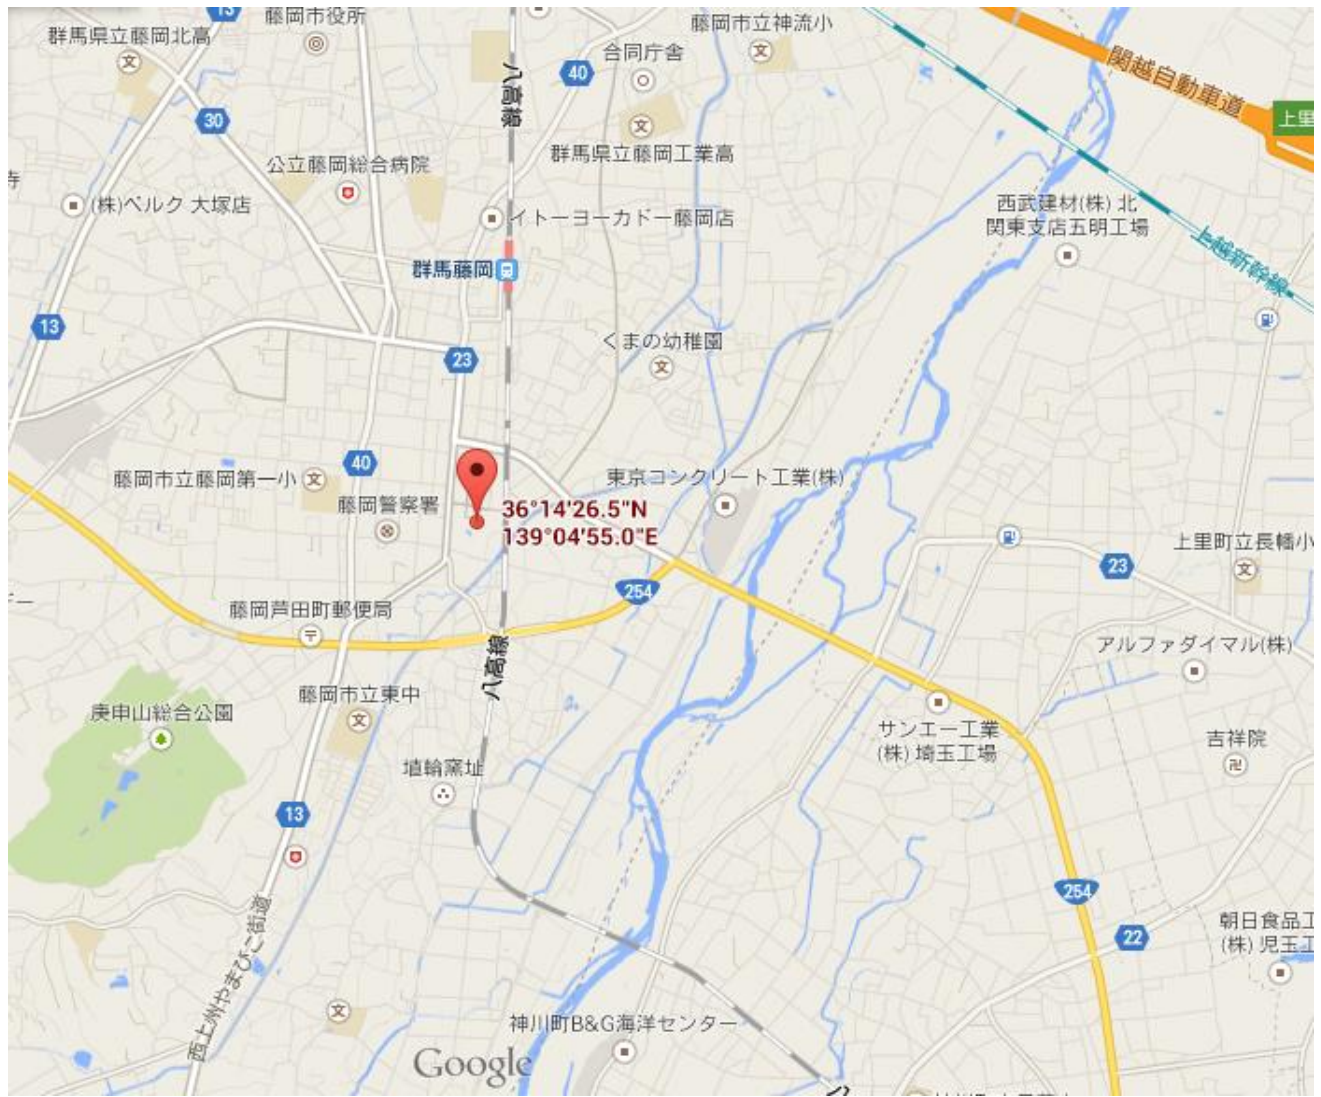 13
藤岡市役所
群馬県立藤岡北高
藤岡市立神流小
合同庁舎
40
八高線
関越自動車道
上里
30
群馬県立藤岡工業高
公立藤岡総合病院
寺
(株)ベルク 大塚店
イトーヨーカドー藤岡店
西武建材(株) 北
関東支店五明工場
上越新幹線
群馬藤岡
13
くまの幼稚園
23
40
藤岡市立藤岡第一小
東京コンクリート工業(株)
藤岡警察署
36°14'26.5"N
139°04'55.0"E
上里町立長幡小
23
254
藤岡芦田町郵便局
八高線
アルファダイマル(株)
藤岡市立東中
庚申山総合公園
サンエー工業
(株) 埼玉工場
吉祥院
埴輪窯址
13
254
22
朝日食品工
(株) 児玉工
西上州やまびこ街道
神川町B&G海洋センター
Google